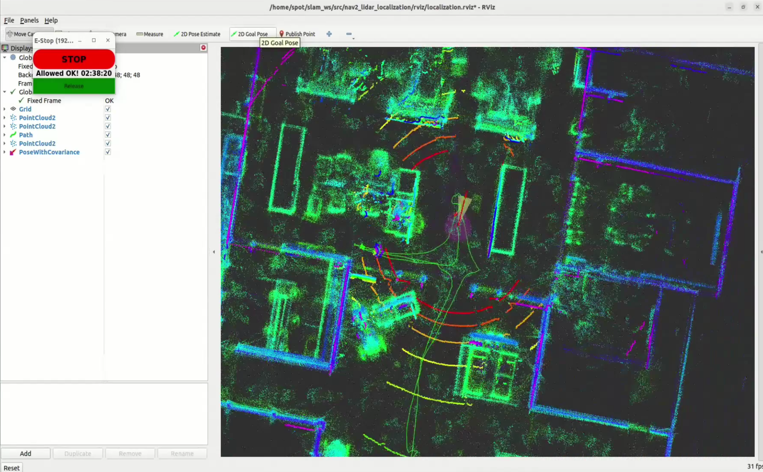 /home/spot/slam_ws/src/nav2_lidar_localization/rviz/localization.rviz* - RViz
File Panels Help
Move Ca Measure 2D Pose Estimate 2D Goal Pose Publish Point
2D Goal Pose
E-Stop (192...
Displays
STOP
Allowed OK! 02:38:20
Release
Glob
Fixed
Back 48; 48
Fram
Glob
Fixed Frame OK
Grid
PointCloud2
PointCloud2
Path
PointCloud2
PoseWithCovariance
Add Duplicate Remove Rename
Reset
31 fps